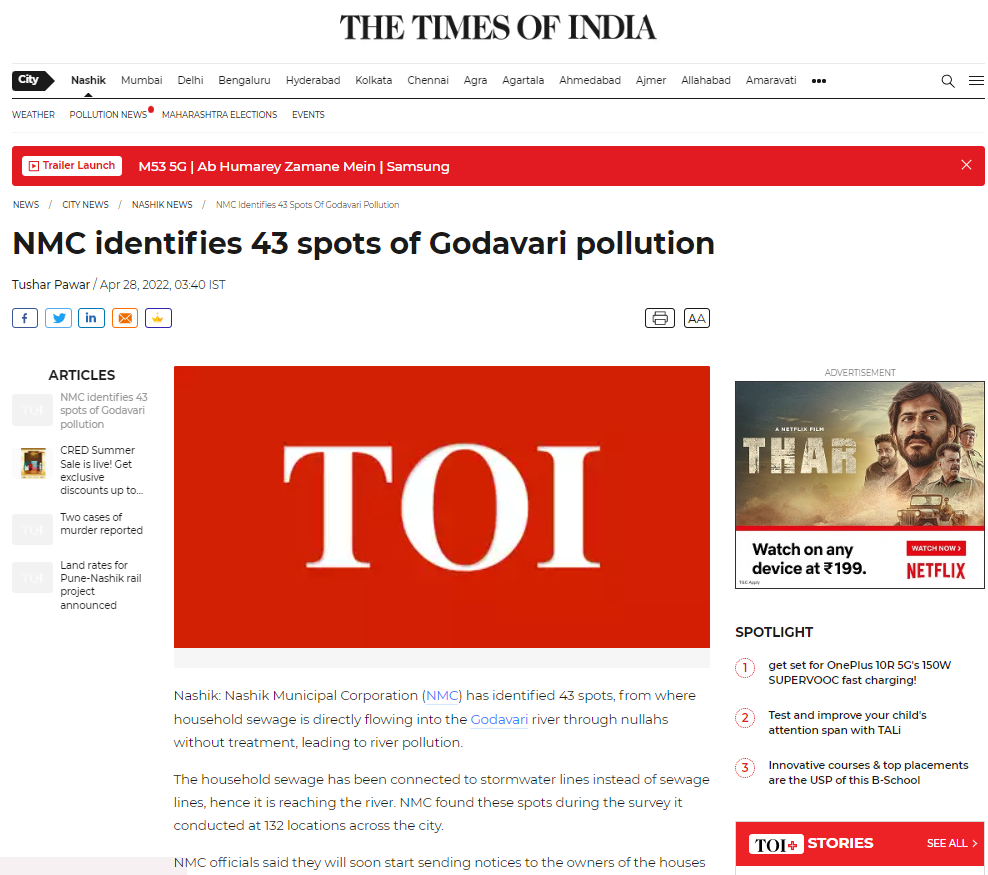 THE TIMES OF INDIA
City Nashik Mumbai Delhi Bengaluru Hyderabad Kolkata Chennai Agra Agartala Ahmedabad Ajmer Allahabad Amaravati •••
WEATHER POLLUTION NEWS MAHARASHTRA ELECTIONS EVENTS
Trailer Launch M53 5G | Ab Humarey Zamane Mein | Samsung
NEWS / CITY NEWS / NASHIK NEWS / NMC Identifies 43 Spots Of Godavari Pollution
NMC identifies 43 spots of Godavari pollution
Tushar Pawar / Apr 28, 2022, 03:40 IST
AA
ARTICLES
NMC identifies 43
spots of Godavari
pollution
CRED Summer
Sale is live! Get
exclusive
discounts up to...
Two cases of
murder reported
Land rates for
Pune-Nashik rail
project
announced
TOI
Nashik: Nashik Municipal Corporation (NMC) has identified 43 spots, from where
household sewage is directly flowing into the Godavari river through nullahs
without treatment, leading to river pollution.
The household sewage has been connected to stormwater lines instead of sewage
lines, hence it is reaching the river. NMC found these spots during the survey it
conducted at 132 locations across the city.
NMC officials said they will soon start sending notices to the owners of the houses
ADVERTISEMENT
A NETFLIX FILM
THAR
Watch on any
device at ₹199.
T&C Apply
WATCH NOW >
NETFLIX
SPOTLIGHT
1 get set for OnePlus 10R 5G's 150W
SUPERVOOC fast charging!
2 Test and improve your child's
attention span with TALi
3 Innovative courses & top placements
are the USP of this B-School
TOI+ STORIES SEE ALL >